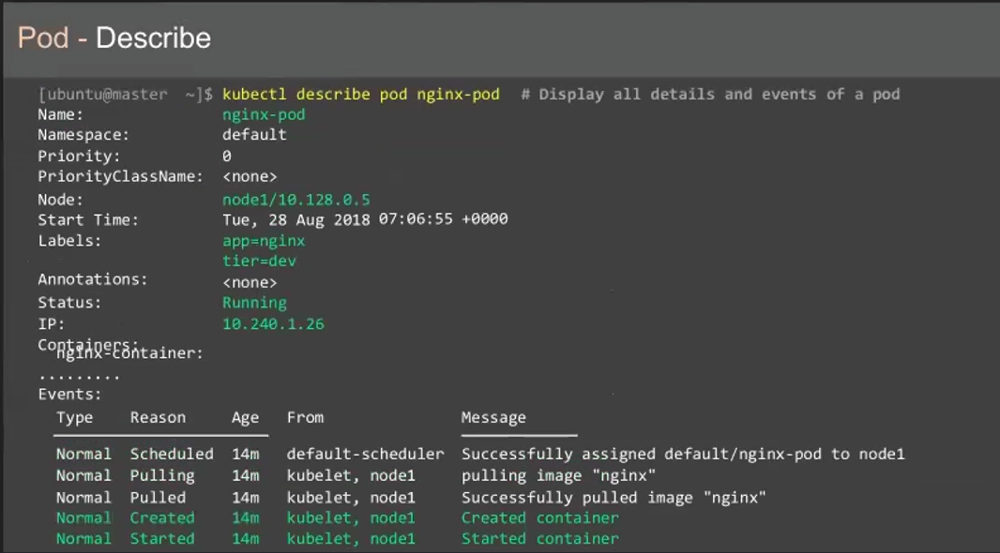 Pod - Describe
[ubuntu@master ~]$ kubectl describe pod nginx-pod # Display all details and events of a pod
Name: nginx-pod
Namespace: default
Priority: 0
PriorityClassName: <none>
Node: node1/10.128.0.5
Start Time: Tue, 28 Aug 2018 07:06:55 +0000
Labels: app=nginx
tier=dev
Annotations: <none>
Status: Running
IP: 10.240.1.26
Containers:
nginx-container:
.........
Events:
Type Reason Age From Message
Normal Scheduled 14m default-scheduler Successfully assigned default/nginx-pod to node1
Normal Pulling 14m kubelet, node1 pulling image "nginx"
Normal Pulled 14m kubelet, node1 Successfully pulled image "nginx"
Normal Created 14m kubelet, node1 Created container
Normal Started 14m kubelet, node1 Started container